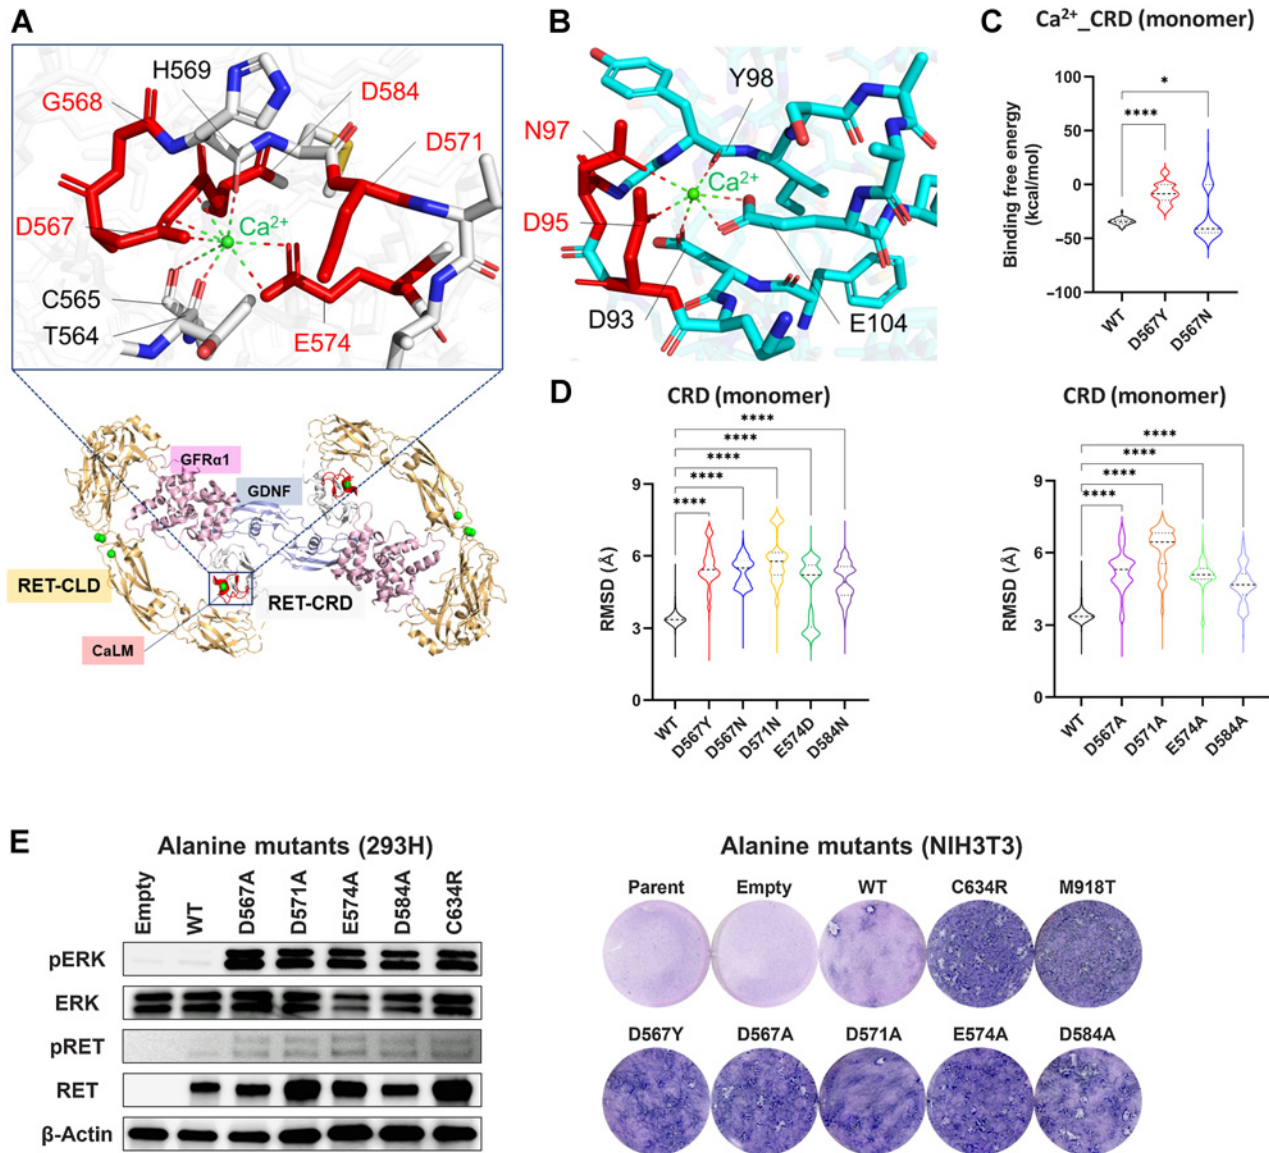 A
H569
G568
D584
D571
D567
Ca²⁺
C565
T564
E574
GFRα1
GDNF
RET-CLD
RET-CRD
CaLM
B
Y98
N97
Ca²⁺
D95
D93
E104
C
Ca²⁺_CRD (monomer)
Binding free energy
(kcal/mol)
100
50
0
−50
−100
*
****
WT
D567Y
D567N
D
CRD (monomer)
RMSD (Å)
9
6
3
0
****
****
****
****
****
WT
D567Y
D567N
D571N
E574D
D584N
CRD (monomer)
RMSD (Å)
9
6
3
0
****
****
****
****
WT
D567A
D571A
E574A
D584A
E
Alanine mutants (293H)
Empty
WT
D567A
D571A
E574A
D584A
C634R
pERK
ERK
pRET
RET
β-Actin
Alanine mutants (NIH3T3)
Parent Empty WT C634R M918T
D567Y D567A D571A E574A D584A